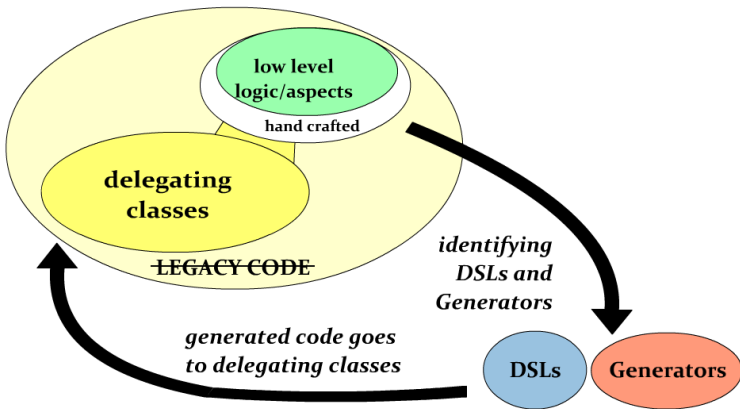 low level
logic/aspects
hand crafted
delegating
classes
LEGACY CODE
identifying
DSLs and
Generators
generated code goes
to delegating classes
DSLs
Generators